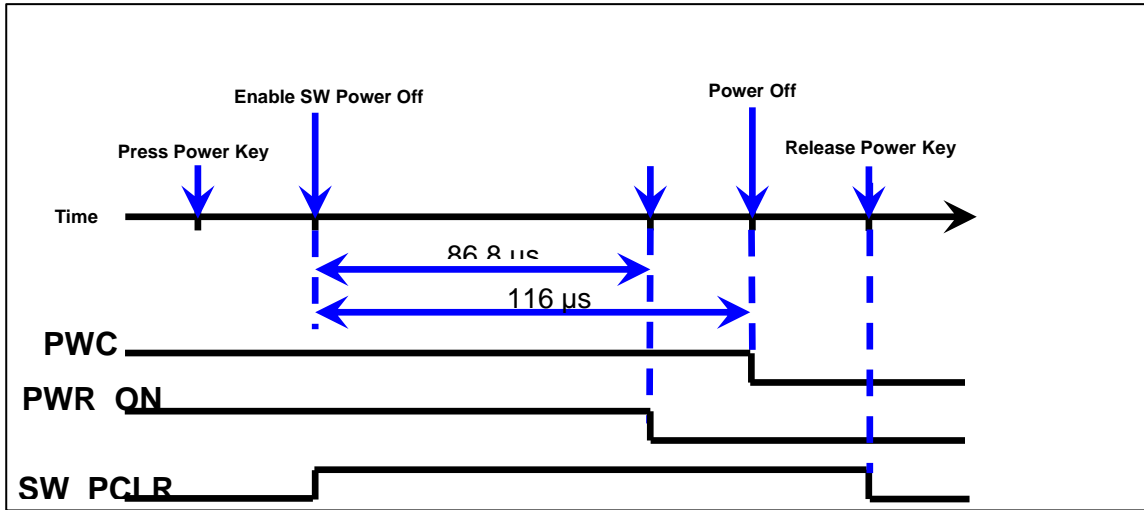 Enable SW Power Off
Power Off
Press Power Key
Release Power Key
Time
86.8 µs
116 µs
PWC
PWR_ON
SW_PCLR